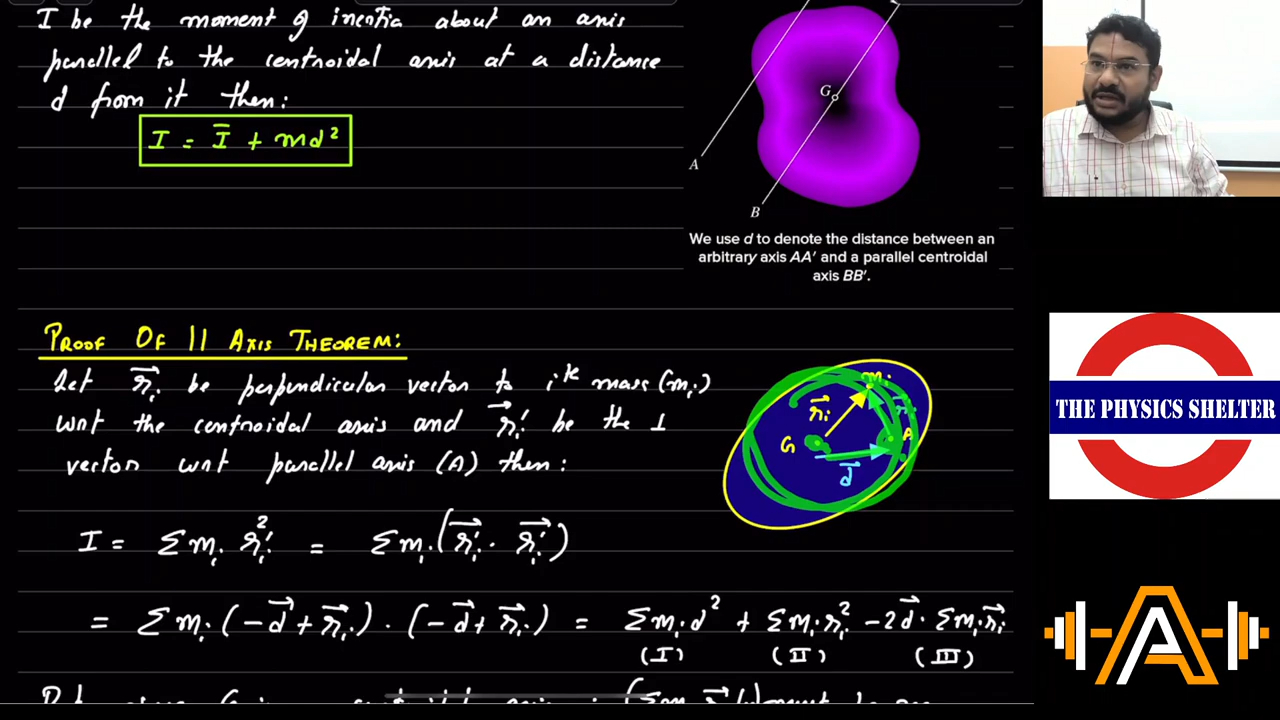 I be the moment of inertia about an axis
parallel to the centroidal axis at a distance
d from it then:
I = Ī + md²
G
A
B
We use d to denote the distance between an
arbitrary axis AA′ and a parallel centroidal
axis BB′.
PROOF OF || AXIS THEOREM:
Let r⃗ᵢ be perpendicular vector to iᵗʰ mass (mᵢ)
wrt the centroidal axis and r⃗ᵢ′ be the ⊥
vector wrt parallel axis (A) then:
mᵢ
r⃗ᵢ
r⃗ᵢ′
G
A
d⃗
I = Σmᵢ rᵢ′² = Σmᵢ (r⃗ᵢ′ · r⃗ᵢ′)
= Σmᵢ (-d⃗ + r⃗ᵢ) · (-d⃗ + r⃗ᵢ) = Σmᵢ d² + Σmᵢ rᵢ² - 2d⃗ · Σmᵢ r⃗ᵢ
(I) (II) (III)
THE PHYSICS SHELTER